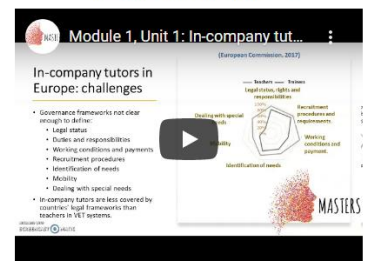 MASTERS
Module 1, Unit 1: In-company tut...
In-company tutors in
Europe: challenges
• Governance frameworks not clear
enough to define:
• Legal status
• Duties and responsibilities
• Working conditions and payments
• Recruitment procedures
• Identification of needs
• Mobility
• Dealing with special needs
• In-company tutors are less covered by
countries' legal frameworks than
teachers in VET systems.
(European Commission, 2017)
Teachers Trainers
Legal status, rights and
responsibilities
100%
Recruitment
procedures and
requirements.
Working
conditions and
payment.
Identification of needs
Mobility
Dealing with special
needs
MASTERS